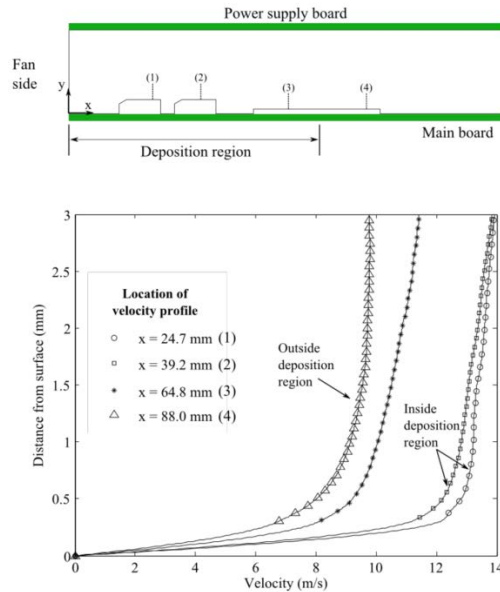 Power supply board
Fan
side
(1)
(2)
(3)
(4)
y
x
Main board
Deposition region
3
2.5
2
1.5
1
0.5
0
Distance from surface (mm)
Location of
velocity profile
x = 24.7 mm (1)
x = 39.2 mm (2)
x = 64.8 mm (3)
x = 88.0 mm (4)
Outside
deposition
region
Inside
deposition
region
0
2
4
6
8
10
12
14
Velocity (m/s)